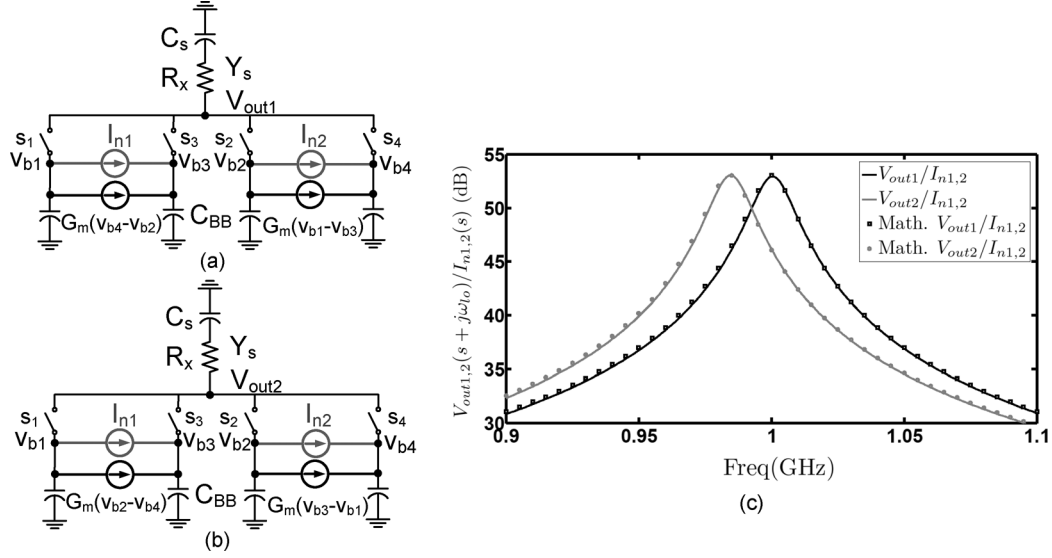 C_s
R_x
Y_s
V_out1
s_1 I_n1 s_3 s_2 I_n2 s_4
v_b1 v_b3 v_b2 v_b4
G_m(v_b4-v_b2) C_BB G_m(v_b1-v_b3)
(a)
C_s
R_x
Y_s
V_out2
s_1 I_n1 s_3 s_2 I_n2 s_4
v_b1 v_b3 v_b2 v_b4
G_m(v_b2-v_b4) C_BB G_m(v_b3-v_b1)
(b)
V_out1,2(s + jω_lo)/I_n1,2(s) (dB)
55
50
45
40
35
30
V_out1/I_n1,2
V_out2/I_n1,2
Math. V_out1/I_n1,2
Math. V_out2/I_n1,2
0.9 0.95 1 1.05 1.1
Freq(GHz)
(c)